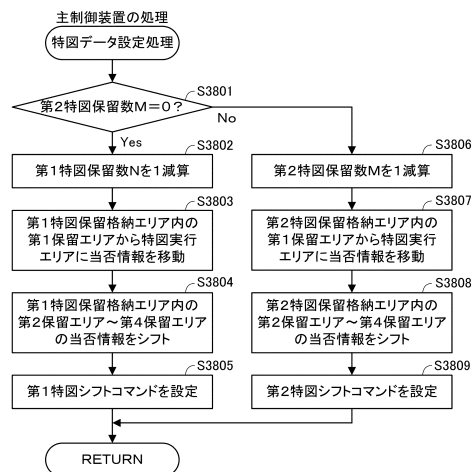 主制御装置の処理
特図データ設定処理
S3801
第2特図保留数M=0?
Yes
No
S3802
第1特図保留数Nを1減算
S3803
第1特図保留格納エリア内の
第1保留エリアから特図実行
エリアに当否情報を移動
S3804
第1特図保留格納エリア内の
第2保留エリア~第4保留エリア
の当否情報をシフト
S3805
第1特図シフトコマンドを設定
S3806
第2特図保留数Mを1減算
S3807
第2特図保留格納エリア内の
第1保留エリアから特図実行
エリアに当否情報を移動
S3808
第2特図保留格納エリア内の
第2保留エリア~第4保留エリア
の当否情報をシフト
S3809
第2特図シフトコマンドを設定
RETURN